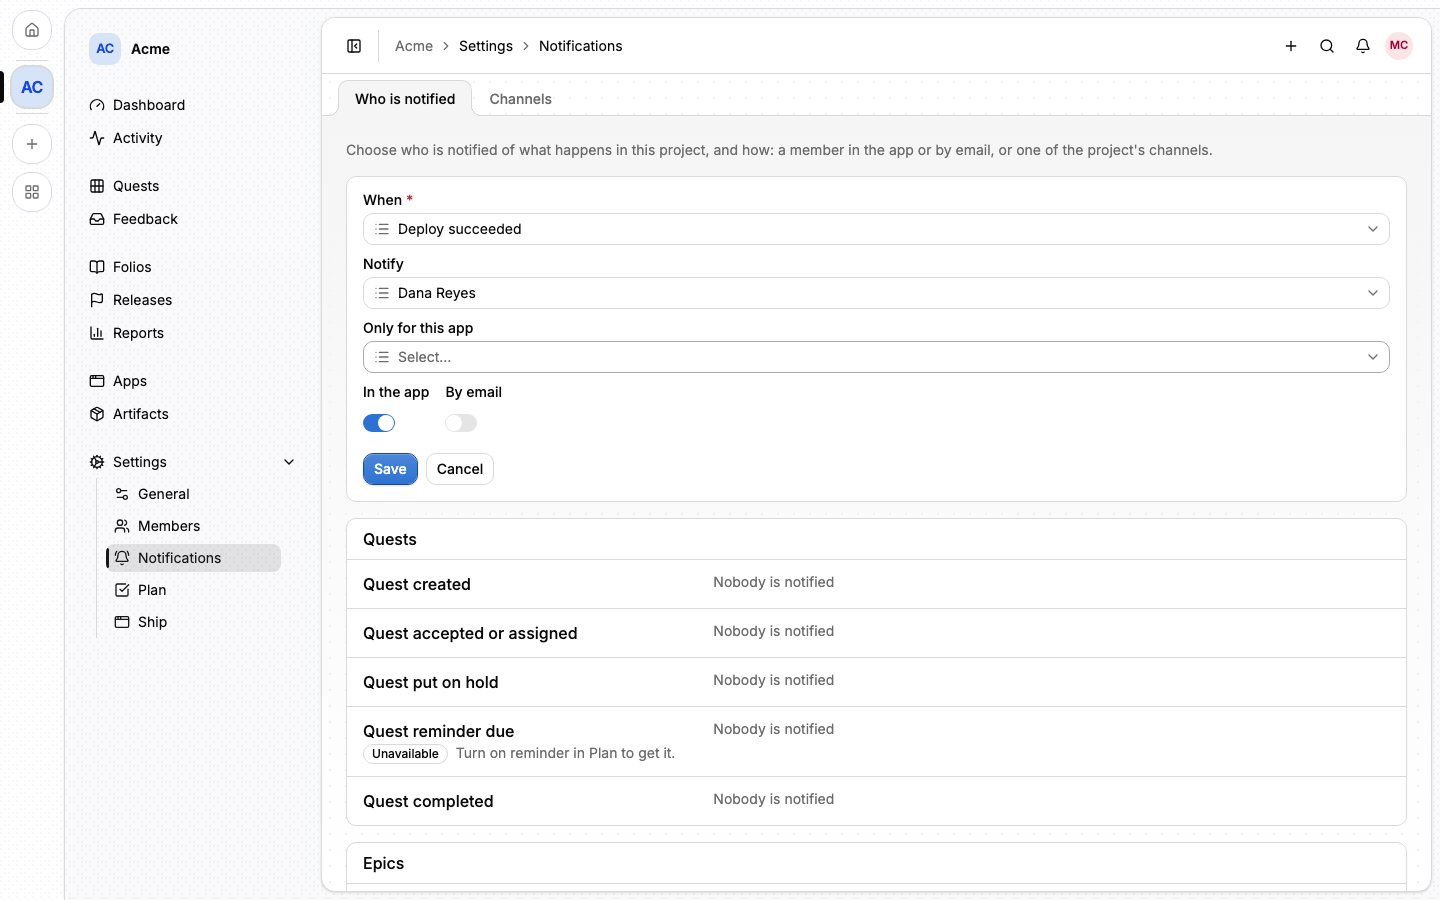 AC
AC Acme
Dashboard
Activity
Quests
Feedback
Folios
Releases
Reports
Apps
Artifacts
Settings
General
Members
Notifications
Plan
Ship
Acme > Settings > Notifications
MC
Who is notified
Channels
Choose who is notified of what happens in this project, and how: a member in the app or by email, or one of the project's channels.
When *
Deploy succeeded
Notify
Dana Reyes
Only for this app
Select...
In the app By email
Save Cancel
Quests
Quest created Nobody is notified
Quest accepted or assigned Nobody is notified
Quest put on hold Nobody is notified
Quest reminder due Nobody is notified
Unavailable Turn on reminder in Plan to get it.
Quest completed Nobody is notified
Epics